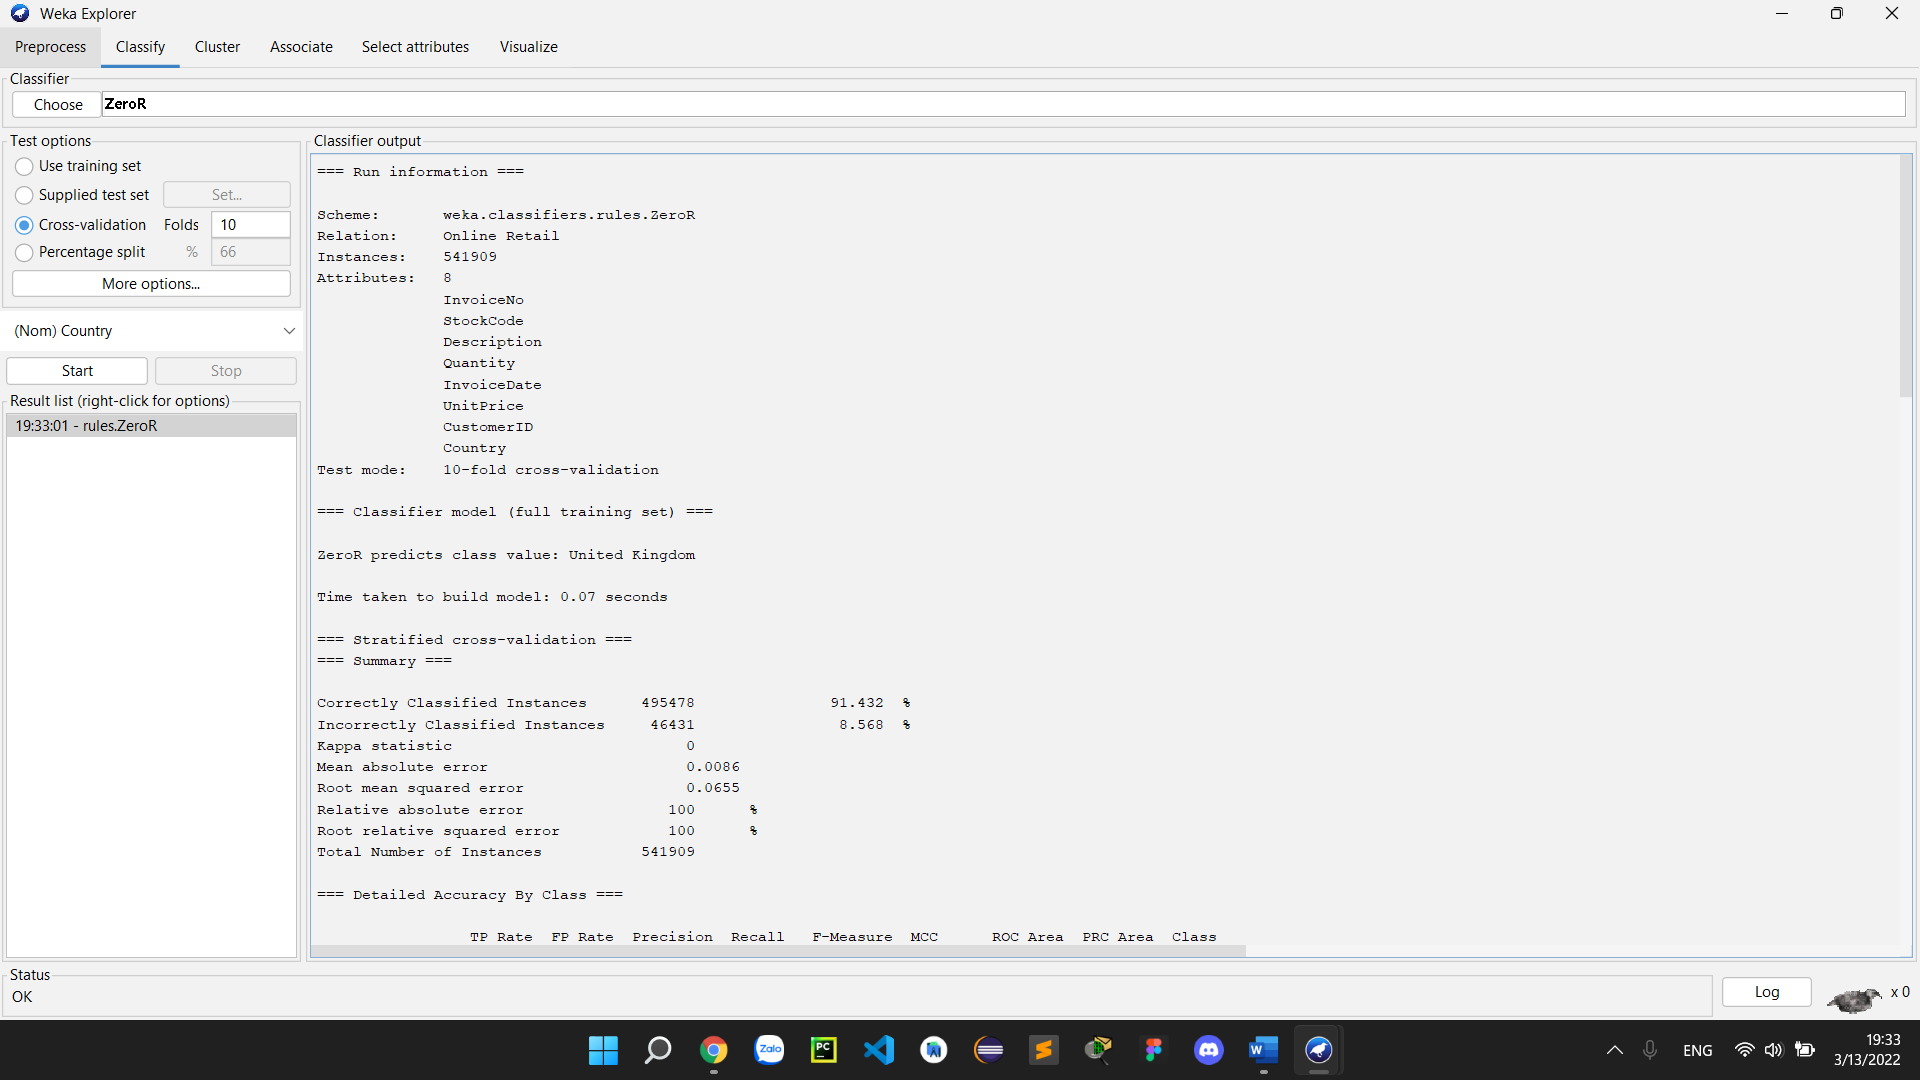 Weka Explorer
Preprocess Classify Cluster Associate Select attributes Visualize
Classifier
Choose ZeroR
Test options
Use training set
Supplied test set Set...
Cross-validation Folds 10
Percentage split % 66
More options...
(Nom) Country
Start Stop
Result list (right-click for options)
19:33:01 - rules.ZeroR
Classifier output
=== Run information ===
Scheme: weka.classifiers.rules.ZeroR
Relation: Online Retail
Instances: 541909
Attributes: 8
InvoiceNo
StockCode
Description
Quantity
InvoiceDate
UnitPrice
CustomerID
Country
Test mode: 10-fold cross-validation
=== Classifier model (full training set) ===
ZeroR predicts class value: United Kingdom
Time taken to build model: 0.07 seconds
=== Stratified cross-validation ===
=== Summary ===
Correctly Classified Instances 495478 91.432 %
Incorrectly Classified Instances 46431 8.568 %
Kappa statistic 0
Mean absolute error 0.0086
Root mean squared error 0.0655
Relative absolute error 100 %
Root relative squared error 100 %
Total Number of Instances 541909
=== Detailed Accuracy By Class ===
TP Rate FP Rate Precision Recall F-Measure MCC ROC Area PRC Area Class
Status
OK
Log x 0
Zalo PC W ENG 19:33
3/13/2022